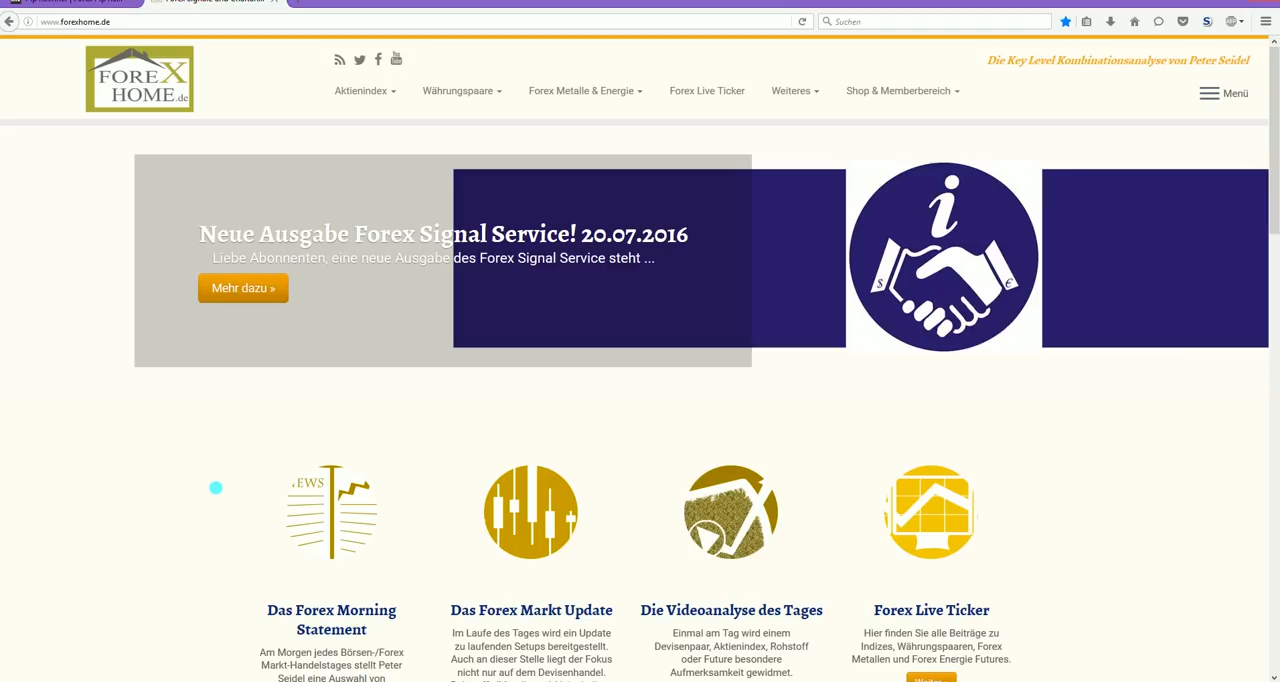 www.forexhome.de
Suchen
FOREX
HOME.de
Die Key Level Kombinationsanalyse von Peter Seidel
Aktienindex
Währungspaare
Forex Metalle & Energie
Forex Live Ticker
Weiteres
Shop & Memberbereich
Menü
Neue Ausgabe Forex Signal Service! 20.07.2016
Liebe Abonnenten, eine neue Ausgabe des Forex Signal Service steht ...
Mehr dazu »
i
$ €
EWS
Das Forex Morning
Statement
Am Morgen jedes Börsen-/Forex
Markt-Handelstages stellt Peter
Seidel eine Auswahl von
Das Forex Markt Update
Im Laufe des Tages wird ein Update
zu laufenden Setups bereitgestellt.
Auch an dieser Stelle liegt der Fokus
nicht nur auf dem Devisenhandel.
Die Videoanalyse des Tages
Einmal am Tag wird einem
Devisenpaar, Aktienindex, Rohstoff
oder Future besondere
Aufmerksamkeit gewidmet.
Forex Live Ticker
Hier finden Sie alle Beiträge zu
Indizes, Währungspaaren, Forex
Metallen und Forex Energie Futures.